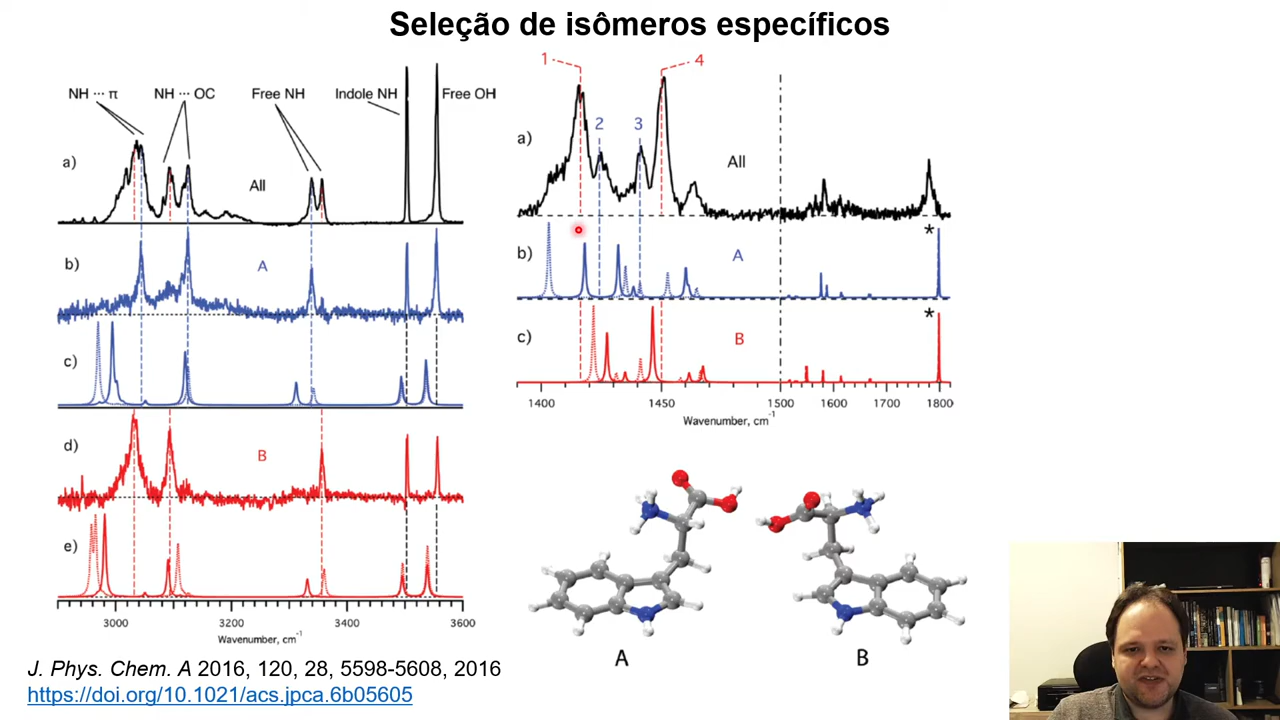 Seleção de isômeros específicos
NH ··· π
NH ··· OC
Free NH
Indole NH
Free OH
a)
All
b)
A
c)
d)
B
e)
3000
3200
3400
3600
Wavenumber, cm-1
1
4
2
3
a)
All
b)
A
*
c)
B
*
1400
1450
1500
1600
1700
1800
Wavenumber, cm-1
A
B
J. Phys. Chem. A 2016, 120, 28, 5598-5608, 2016
https://doi.org/10.1021/acs.jpca.6b05605